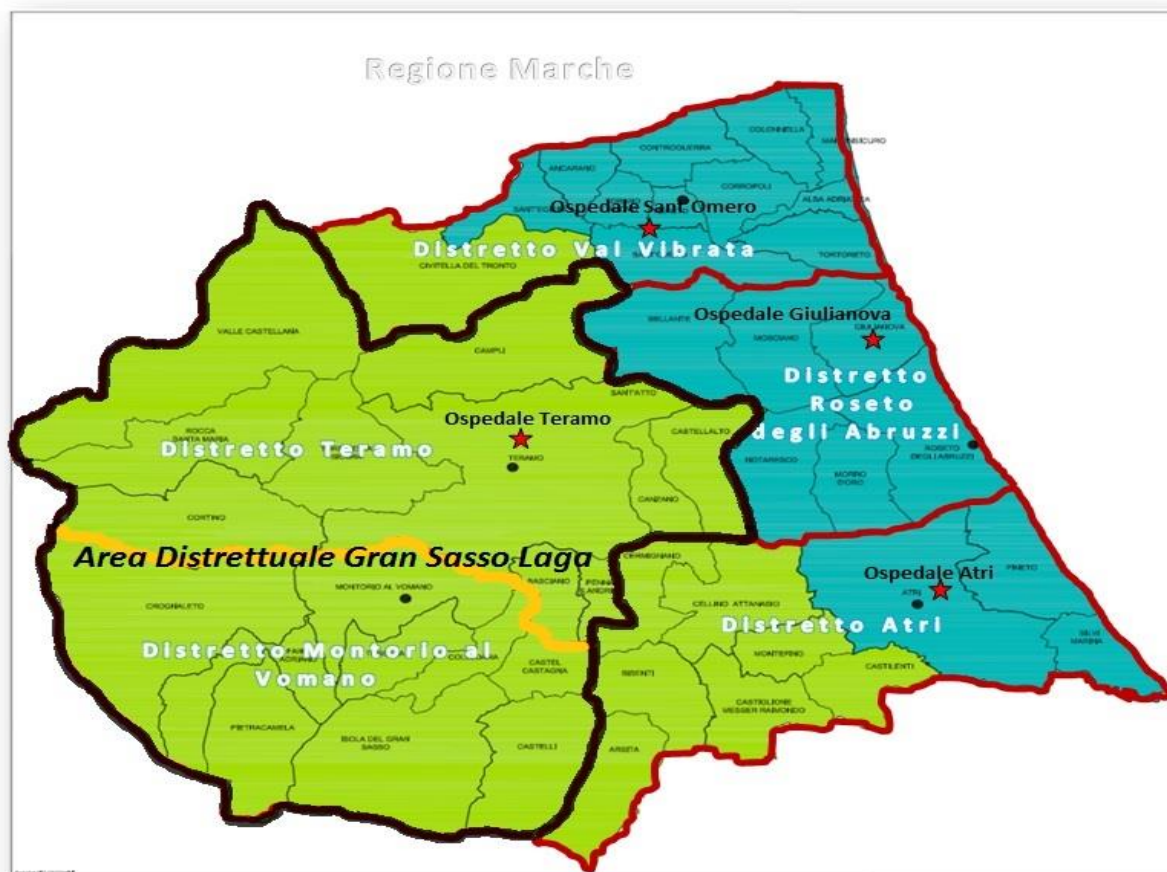 Regione Marche
COLONNELLA
CONTROGUERRA
ANCARANO
CORROPOLI
Ospedale Sant Omero
Distretto Val Vibrata
CIVITELLA DEL TRONTO
TORTORETO
VALLE CASTELLANA
Ospedale Giulianova
BELLANTE
MOSCIANO
GIULIANOVA
CAMPLI
Distretto
Roseto
degli Abruzzi
SANT'ATTO
Ospedale Teramo
ROCCA
SANTA MARIA
Distretto Teramo
CASTELLALTO
TERAMO
NOTARESCO
MORRO
D'ORO
ROSETO
DEGLI ABRUZZI
CANZANO
CORTINO
Area Distrettuale Gran Sasso Laga
CERMIGNANO
BASCIANO
MONTORIO AL VOMANO
Ospedale Atri
PINETO
ATRI
CROGNALETO
CELLINO ATTANASIO
Distretto Atri
SILVI
MARINA
Distretto Montorio al
Vomano
CASTEL
CASTAGNA
BISENTI
MONTEFINO
CASTILENTI
CASTIGLIONE
MESSER RAIMONDO
PIETRACAMELA
ISOLA DEL GRAN
SASSO
CASTELLI
ARSITA